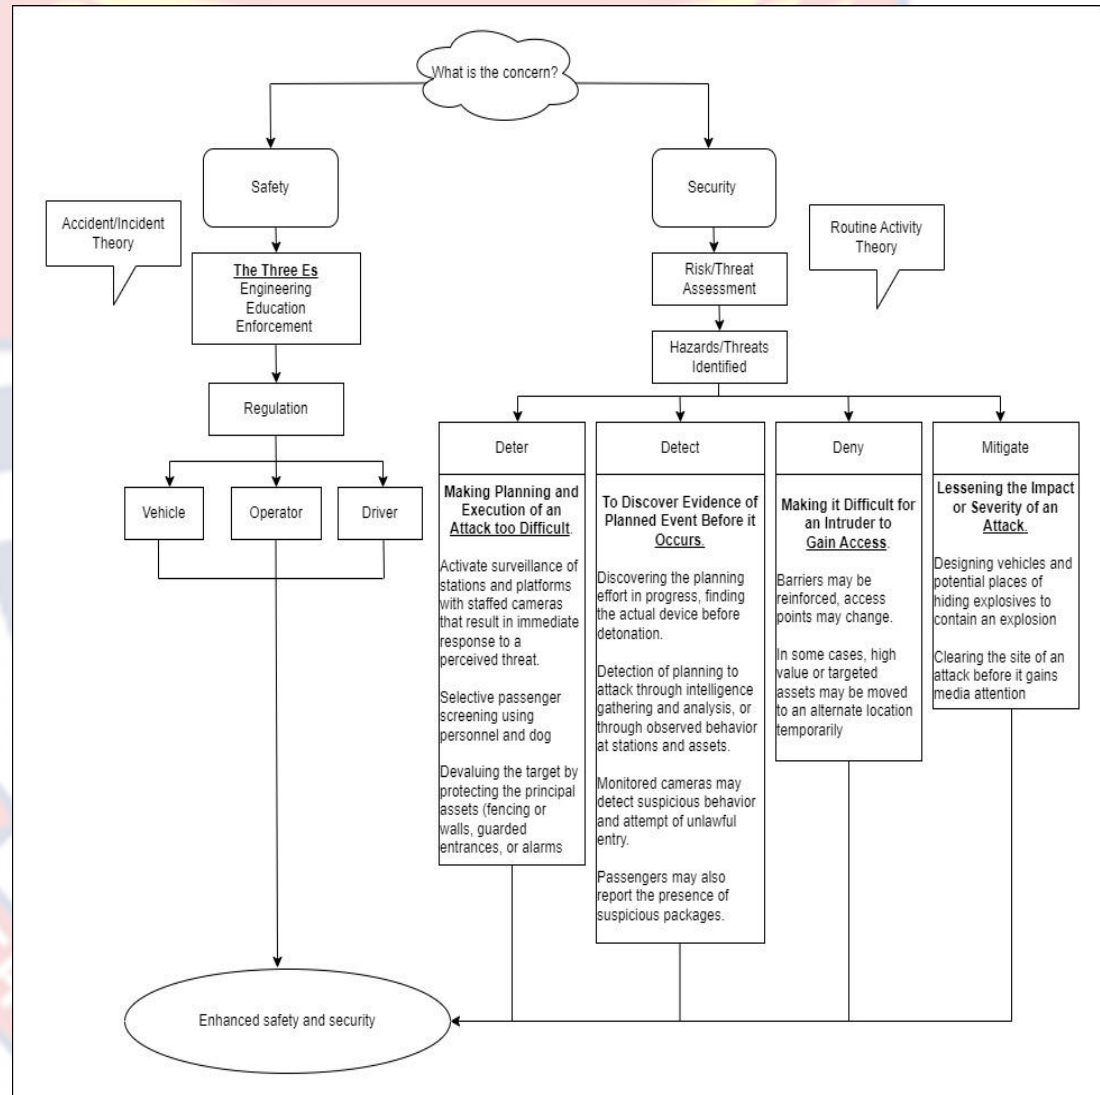 What is the concern?
Safety
Security
Accident/Incident
Theory
Routine Activity
Theory
The Three Es
Engineering
Education
Enforcement
Risk/Threat
Assessment
Hazards/Threats
Identified
Regulation
Vehicle
Operator
Driver
Deter
Making Planning and
Execution of an
Attack too Difficult.
Activate surveillance of
stations and platforms
with staffed cameras
that result in immediate
response to a
perceived threat.
Selective passenger
screening using
personnel and dog
Devaluing the target by
protecting the principal
assets (fencing or
walls, guarded
entrances, or alarms
Detect
To Discover Evidence of
Planned Event Before it
Occurs.
Discovering the planning
effort in progress, finding
the actual device before
detonation.
Detection of planning to
attack through intelligence
gathering and analysis, or
through observed behavior
at stations and assets.
Monitored cameras may
detect suspicious behavior
and attempt of unlawful
entry.
Passengers may also
report the presence of
suspicious packages.
Deny
Making it Difficult for
an Intruder to
Gain Access.
Barriers may be
reinforced, access
points may change.
In some cases, high
value or targeted
assets may be moved
to an alternate location
temporarily
Mitigate
Lessening the Impact
or Severity of an
Attack.
Designing vehicles and
potential places of
hiding explosives to
contain an explosion
Clearing the site of an
attack before it gains
media attention
Enhanced safety and security